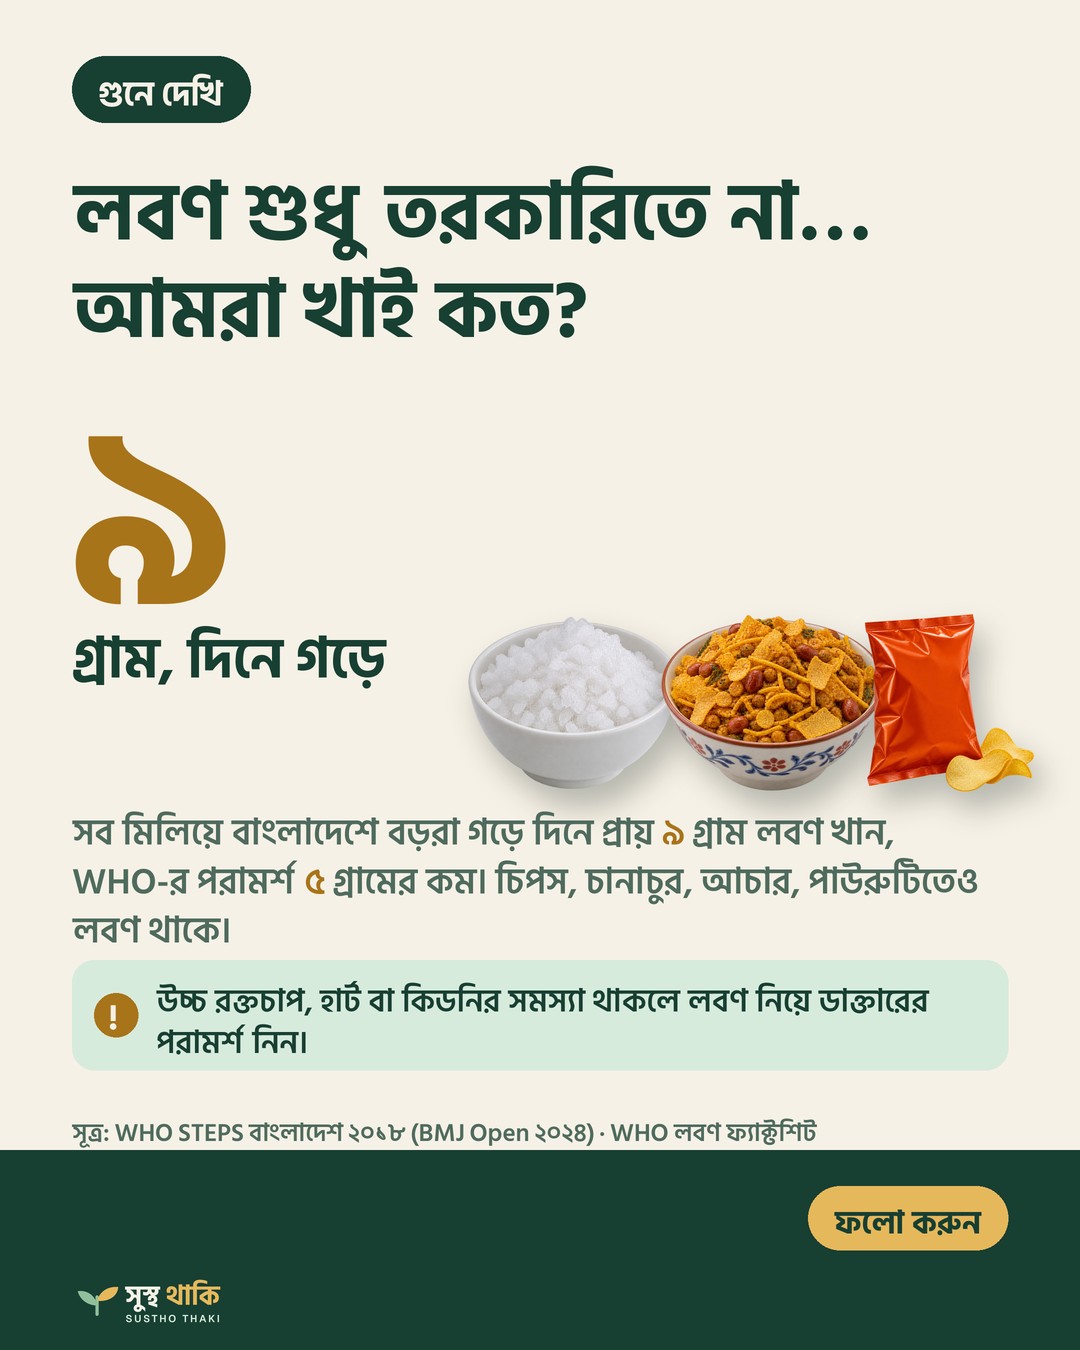 গুনে দেখি
লবণ শুধু তরকারিতে না...
আমরা খাই কত?
৯
গ্রাম, দিনে গড়ে
সব মিলিয়ে বাংলাদেশে বড়রা গড়ে দিনে প্রায় ৯ গ্রাম লবণ খান,
WHO-র পরামর্শ ৫ গ্রামের কম। চিপস, চানাচুর, আচার, পাউরুটিতেও
লবণ থাকে।
উচ্চ রক্তচাপ, হার্ট বা কিডনির সমস্যা থাকলে লবণ নিয়ে ডাক্তারের
পরামর্শ নিন।
সূত্র: WHO STEPS বাংলাদেশ ২০১৮ (BMJ Open ২০২৪) · WHO লবণ ফ্যাক্টশিট
ফলো করুন
সুস্থ থাকি
SUSTHO THAKI